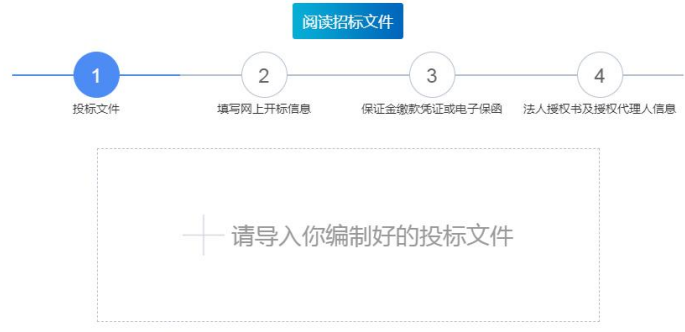 阅读招标文件
1
2
3
4
投标文件
填写网上开标信息
保证金缴款凭证或电子保函
法人授权书及授权代理人信息
请导入你编制好的投标文件